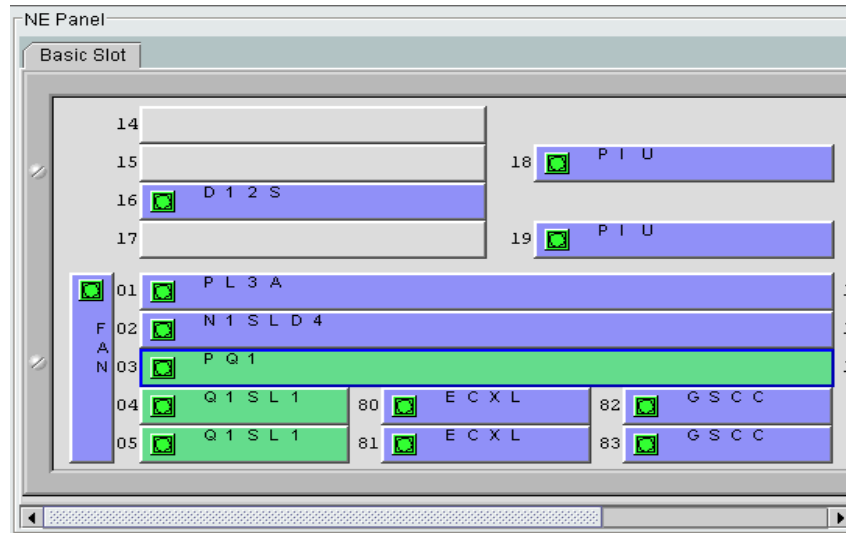 NE Panel
Basic Slot
14
15
18 PIU
16 D12S
17
19 PIU
01 PL3A
FAN
02 N1SLD4
03 PQ1
04 Q1SL1
80 ECXL
82 GSCC
05 Q1SL1
81 ECXL
83 GSCC